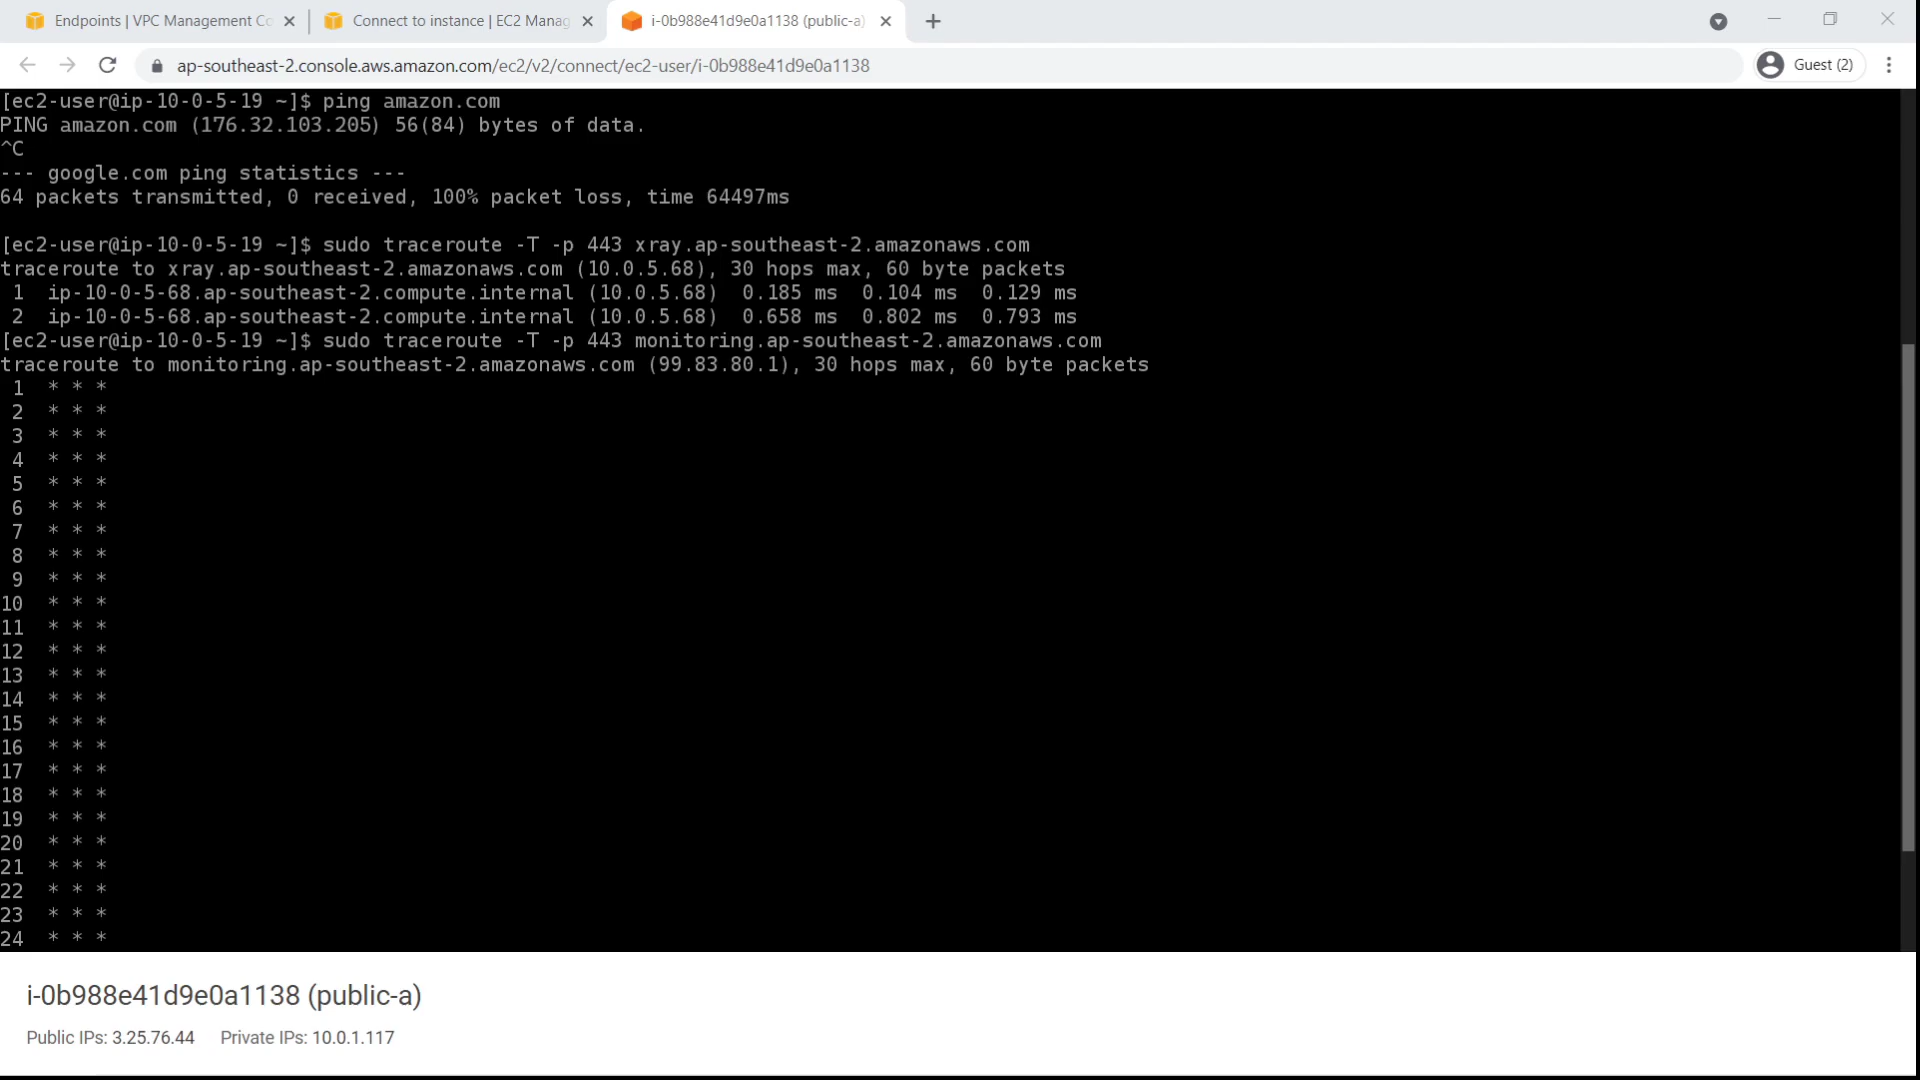 Endpoints | VPC Management Co
Connect to instance | EC2 Manag
i-0b988e41d9e0a1138 (public-a)
ap-southeast-2.console.aws.amazon.com/ec2/v2/connect/ec2-user/i-0b988e41d9e0a1138
Guest (2)
[ec2-user@ip-10-0-5-19 ~]$ ping amazon.com
PING amazon.com (176.32.103.205) 56(84) bytes of data.
^C
--- google.com ping statistics ---
64 packets transmitted, 0 received, 100% packet loss, time 64497ms
[ec2-user@ip-10-0-5-19 ~]$ sudo traceroute -T -p 443 xray.ap-southeast-2.amazonaws.com
traceroute to xray.ap-southeast-2.amazonaws.com (10.0.5.68), 30 hops max, 60 byte packets
1 ip-10-0-5-68.ap-southeast-2.compute.internal (10.0.5.68) 0.185 ms 0.104 ms 0.129 ms
2 ip-10-0-5-68.ap-southeast-2.compute.internal (10.0.5.68) 0.658 ms 0.802 ms 0.793 ms
[ec2-user@ip-10-0-5-19 ~]$ sudo traceroute -T -p 443 monitoring.ap-southeast-2.amazonaws.com
traceroute to monitoring.ap-southeast-2.amazonaws.com (99.83.80.1), 30 hops max, 60 byte packets
1 * * *
2 * * *
3 * * *
4 * * *
5 * * *
6 * * *
7 * * *
8 * * *
9 * * *
10 * * *
11 * * *
12 * * *
13 * * *
14 * * *
15 * * *
16 * * *
17 * * *
18 * * *
19 * * *
20 * * *
21 * * *
22 * * *
23 * * *
24 * * *
i-0b988e41d9e0a1138 (public-a)
Public IPs: 3.25.76.44 Private IPs: 10.0.1.117